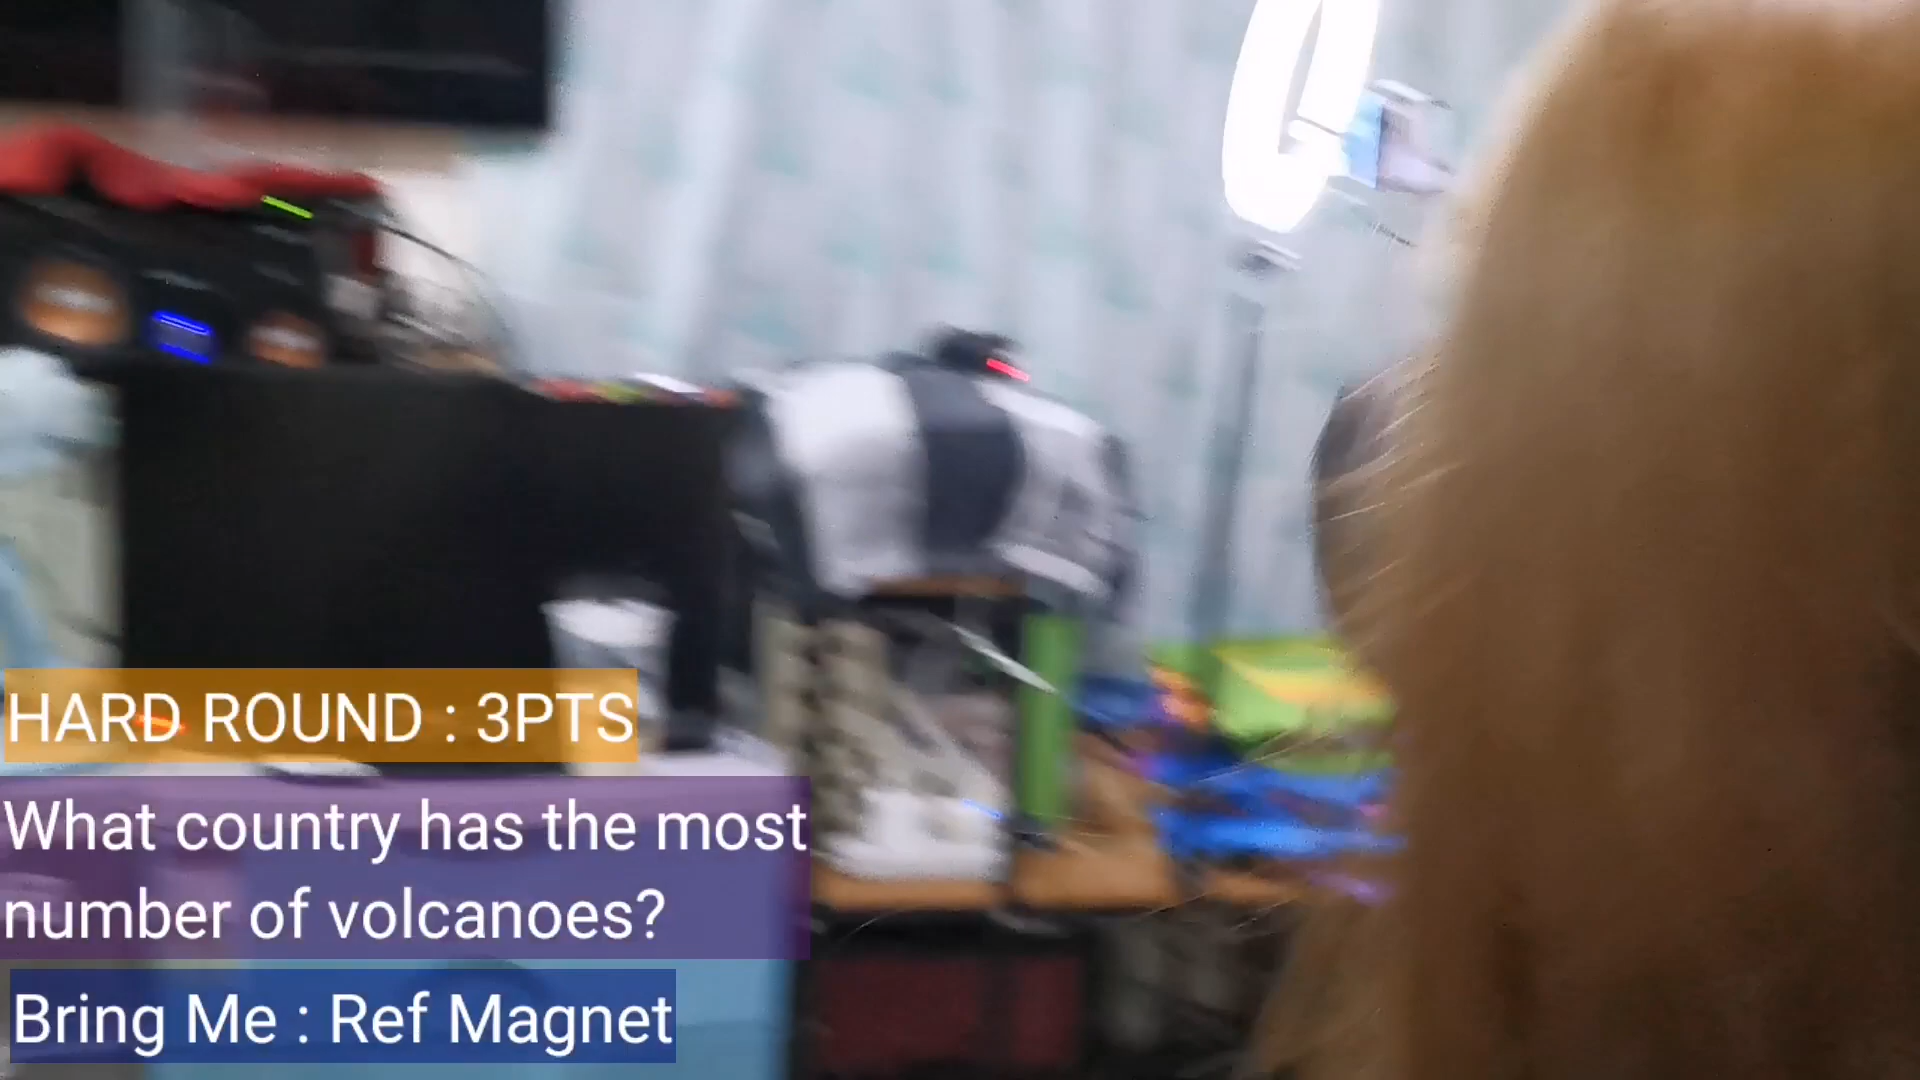 HARD ROUND : 3PTS
What country has the most
number of volcanoes?
Bring Me : Ref Magnet